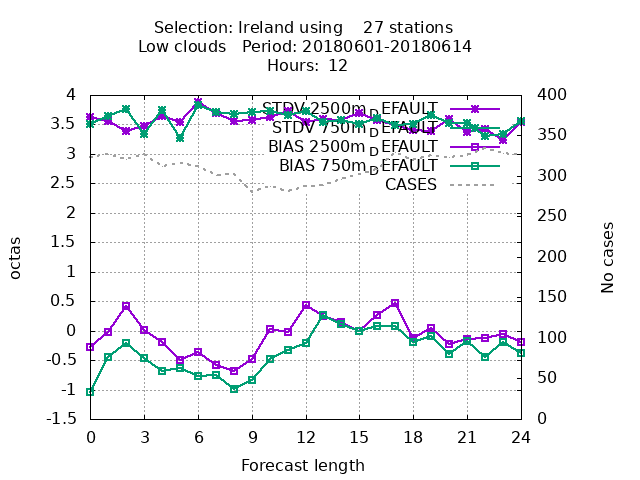 Selection: Ireland using 27 stations
Low clouds Period: 20180601-20180614
Hours: 12
STDV 2500m_DEFAULT
STDV 750m_DEFAULT
BIAS 2500m_DEFAULT
BIAS 750m_DEFAULT
CASES
4
3.5
3
2.5
2
1.5
1
0.5
0
-0.5
-1
-1.5
octas
400
350
300
250
200
150
100
50
0
No cases
0 3 6 9 12 15 18 21 24
Forecast length